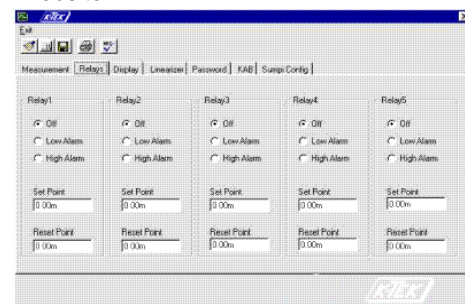 K-TEK
Exit
Measurement Relays Display Linearizer Password KAB Sumpi Config
Relay1 Relay2 Relay3 Relay4 Relay5
Off Off Off Off Off
Low Alarm Low Alarm Low Alarm Low Alarm Low Alarm
High Alarm High Alarm High Alarm High Alarm High Alarm
Set Point Set Point Set Point Set Point Set Point
0.00m 0.00m 0.00m 0.00m 0.00m
Reset Point Reset Point Reset Point Reset Point Reset Point
0.00m 0.00m 0.00m 0.00m 0.00m
K-TEK